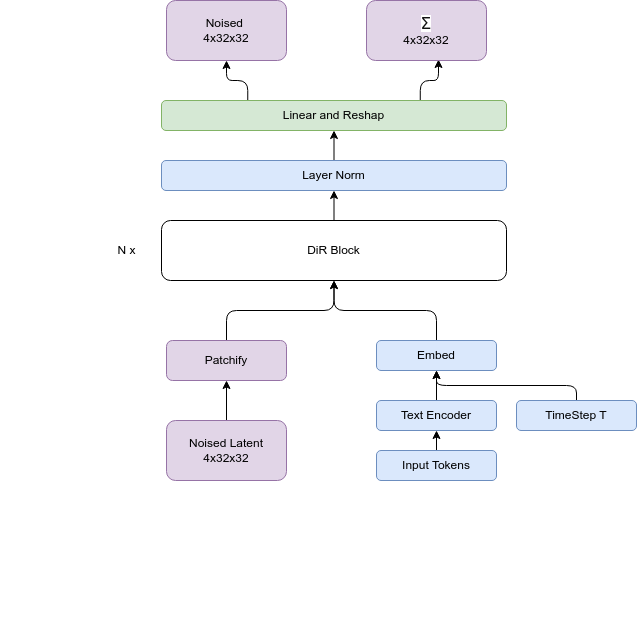 Noised
4x32x32
Σ
4x32x32
Linear and Reshap
Layer Norm
N x
DiR Block
Patchify
Embed
Text Encoder
TimeStep T
Noised Latent
4x32x32
Input Tokens